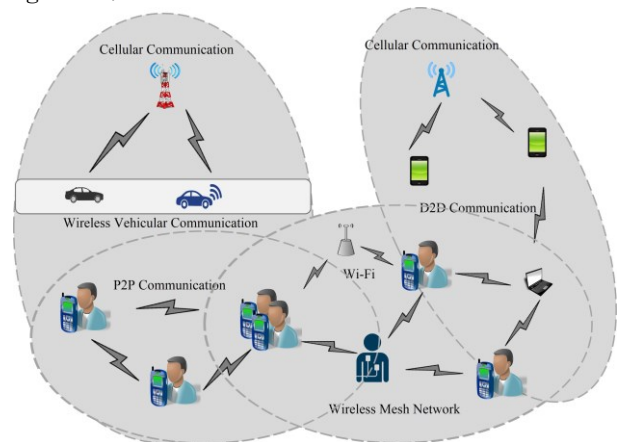 Cellular Communication
Cellular Communication
Wireless Vehicular Communication
D2D Communication
Wi-Fi
P2P Communication
Wireless Mesh Network